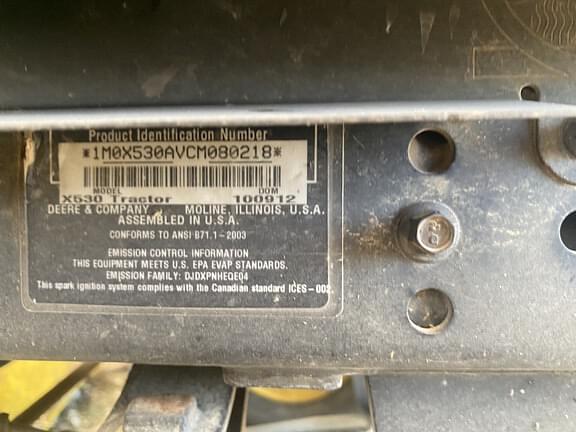 Product Identification Number
*1M0X530AVCM080218*
MODEL DOM
X530 Tractor 100912
DEERE & COMPANY MOLINE, ILLINOIS, U.S.A.
ASSEMBLED IN U.S.A.
CONFORMS TO ANSI B71.1-2003
EMISSION CONTROL INFORMATION
THIS EQUIPMENT MEETS U.S. EPA EVAP STANDARDS.
EMISSION FAMILY: DJDXPNHEQE04
This spark ignition system complies with the Canadian standard ICES-002.